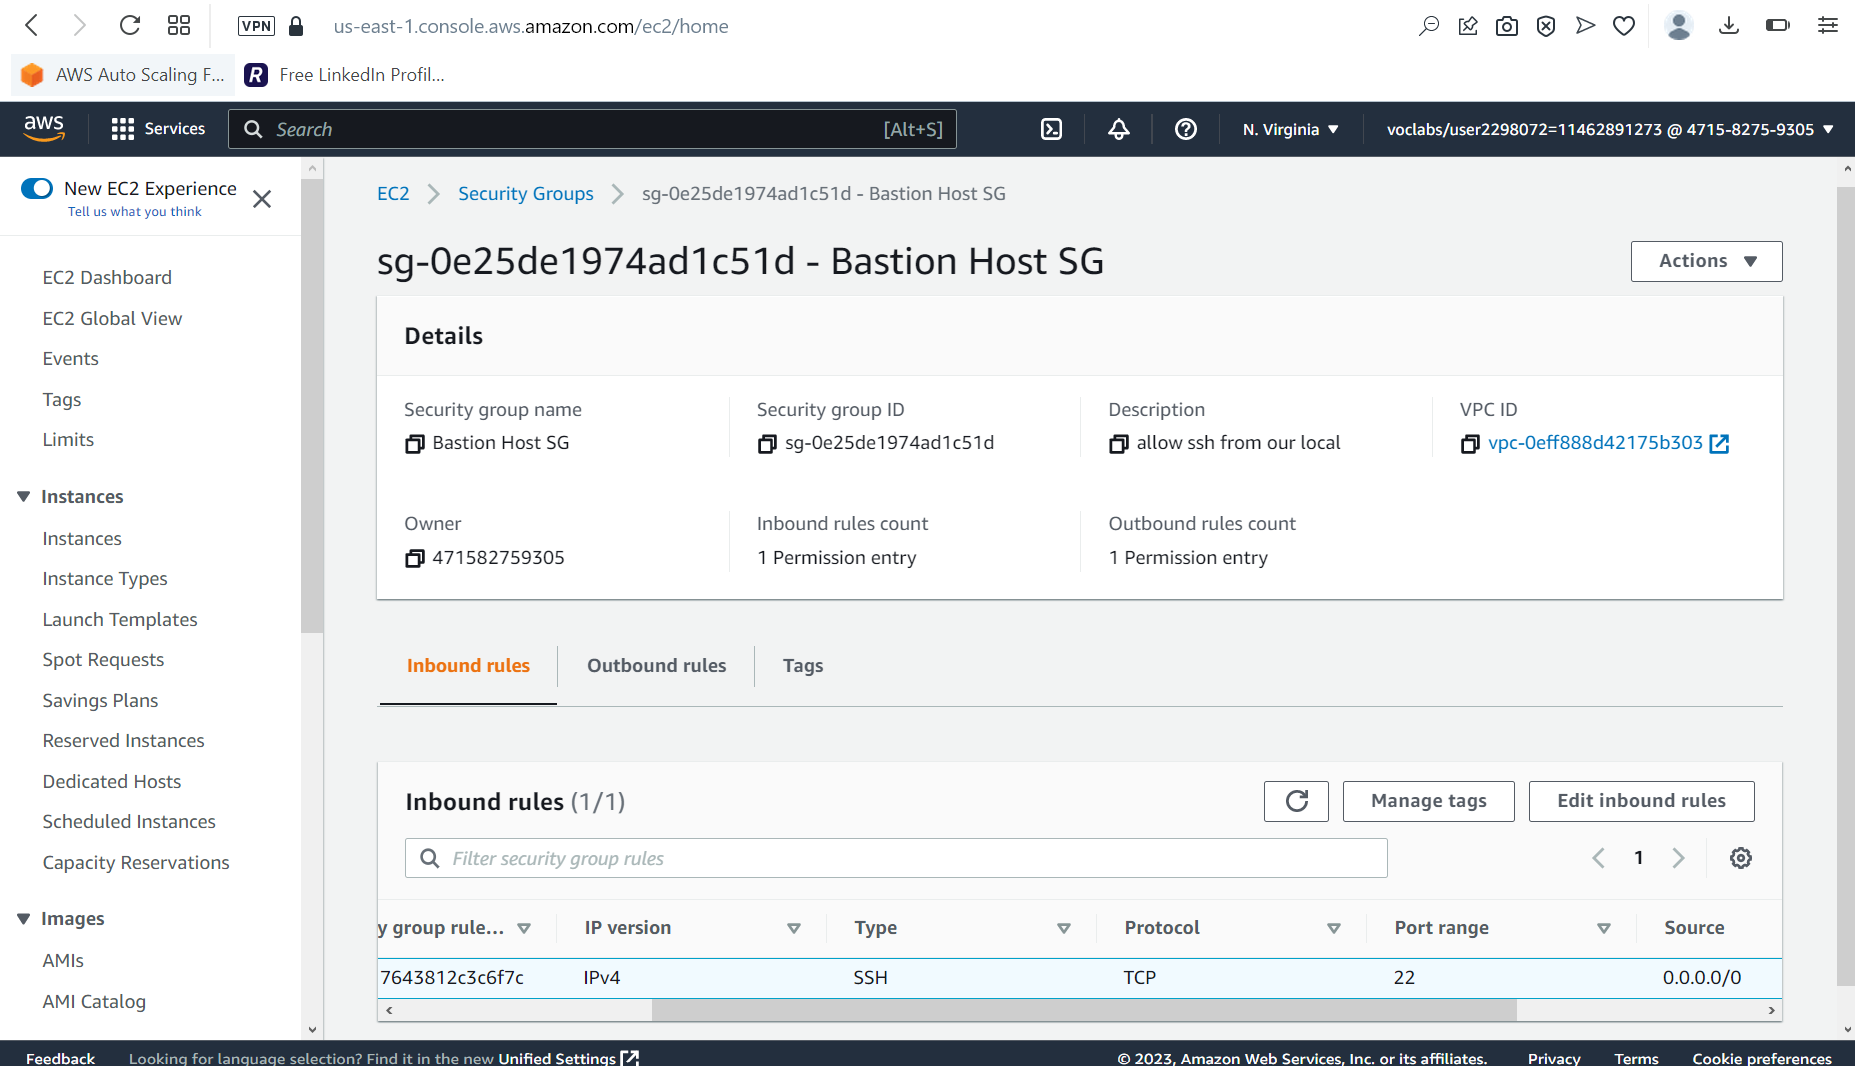 VPN us-east-1.console.aws.amazon.com/ec2/home
AWS Auto Scaling F... R Free LinkedIn Profil...
aws Services Search [Alt+S] N. Virginia voclabs/user2298072=11462891273 @ 4715-8275-9305
New EC2 Experience
Tell us what you think
EC2 Dashboard
EC2 Global View
Events
Tags
Limits
Instances
Instances
Instance Types
Launch Templates
Spot Requests
Savings Plans
Reserved Instances
Dedicated Hosts
Scheduled Instances
Capacity Reservations
Images
AMIs
AMI Catalog
EC2 Security Groups sg-0e25de1974ad1c51d - Bastion Host SG
sg-0e25de1974ad1c51d - Bastion Host SG
Actions
Details
Security group name
Bastion Host SG
Security group ID
sg-0e25de1974ad1c51d
Description
allow ssh from our local
VPC ID
vpc-0eff888d42175b303
Owner
471582759305
Inbound rules count
1 Permission entry
Outbound rules count
1 Permission entry
Inbound rules Outbound rules Tags
Inbound rules (1/1)
Manage tags Edit inbound rules
Filter security group rules
1
y group rule... IP version Type Protocol Port range Source
7643812c3c6f7c IPv4 SSH TCP 22 0.0.0.0/0
Feedback Looking for language selection? Find it in the new Unified Settings © 2023, Amazon Web Services, Inc. or its affiliates. Privacy Terms Cookie preferences